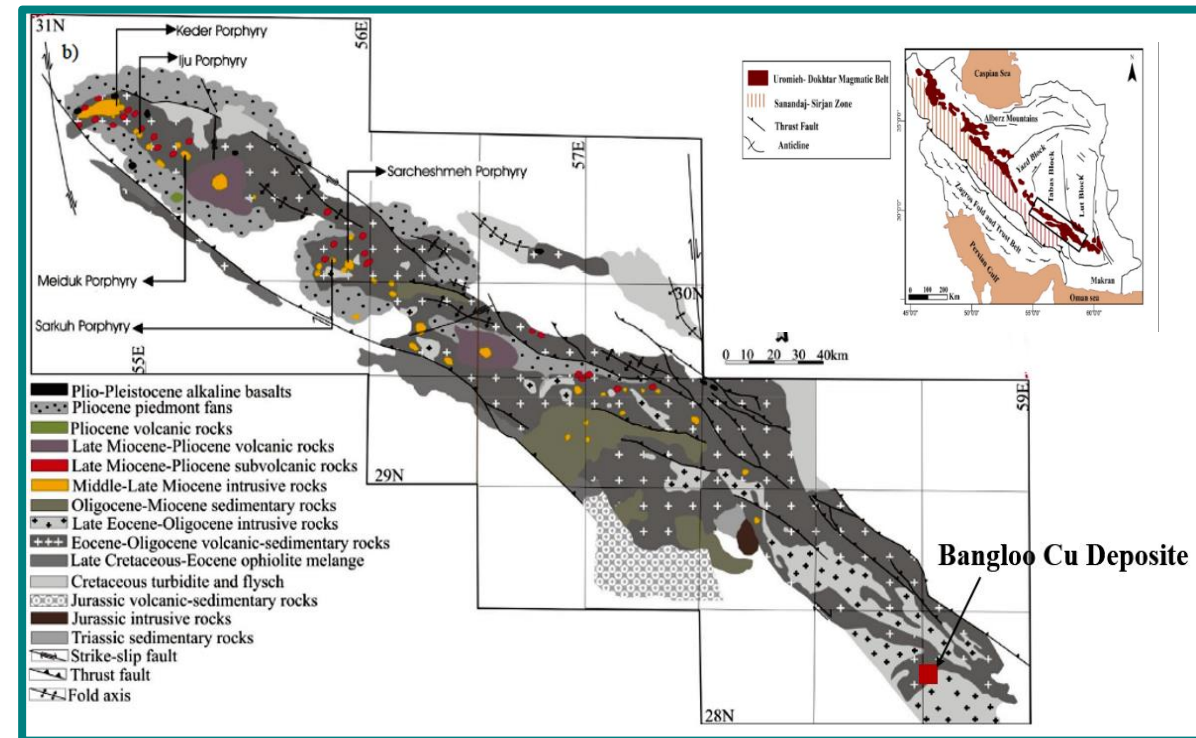 31N
b)
Keder Porphyry
Iju Porphyry
56E
57E
Sarcheshmeh Porphyry
Meiduk Porphyry
Sarkuh Porphyry
55E
30N
0 10 20 30 40km
59E
29N
28N
Bangloo Cu Deposite
Plio-Pleistocene alkaline basalts
Pliocene piedmont fans
Pliocene volcanic rocks
Late Miocene-Pliocene volcanic rocks
Late Miocene-Pliocene subvolcanic rocks
Middle-Late Miocene intrusive rocks
Oligocene-Miocene sedimentary rocks
Late Eocene-Oligocene intrusive rocks
Eocene-Oligocene volcanic-sedimentary rocks
Late Cretaceous-Eocene ophiolite melange
Cretaceous turbidite and flysch
Jurassic volcanic-sedimentary rocks
Jurassic intrusive rocks
Triassic sedimentary rocks
Strike-slip fault
Thrust fault
Fold axis
Uromieh- Dokhtar Magmatic Belt
Sanandaj- Sirjan Zone
Thrust Fault
Anticline
N
Caspian Sea
Alborz Mountains
Yazd Block
Tabas Block
Lut Block
Zagros Fold and Trust Belt
Persian Golf
Makran
Oman sea
0 100 200
Km